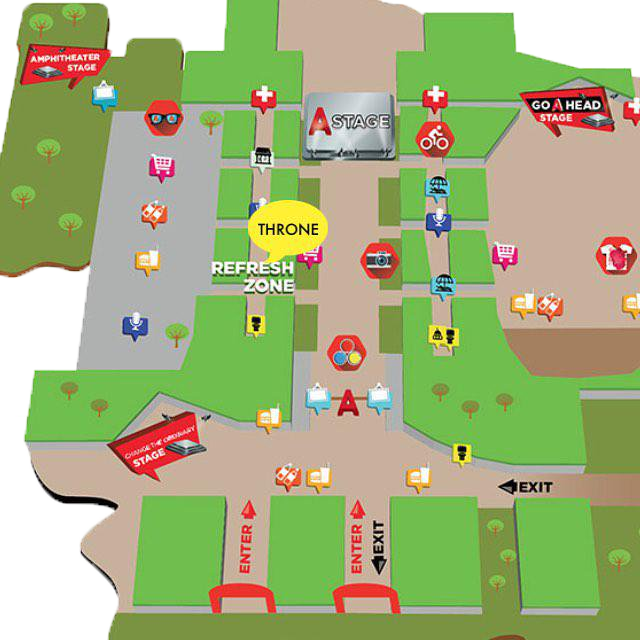 AMPHITHEATER
STAGE
A STAGE
GO A HEAD
STAGE
THRONE
REFRESH
ZONE
A
CHANGE THE ORDINARY
STAGE
EXIT
ENTER
ENTER
EXIT